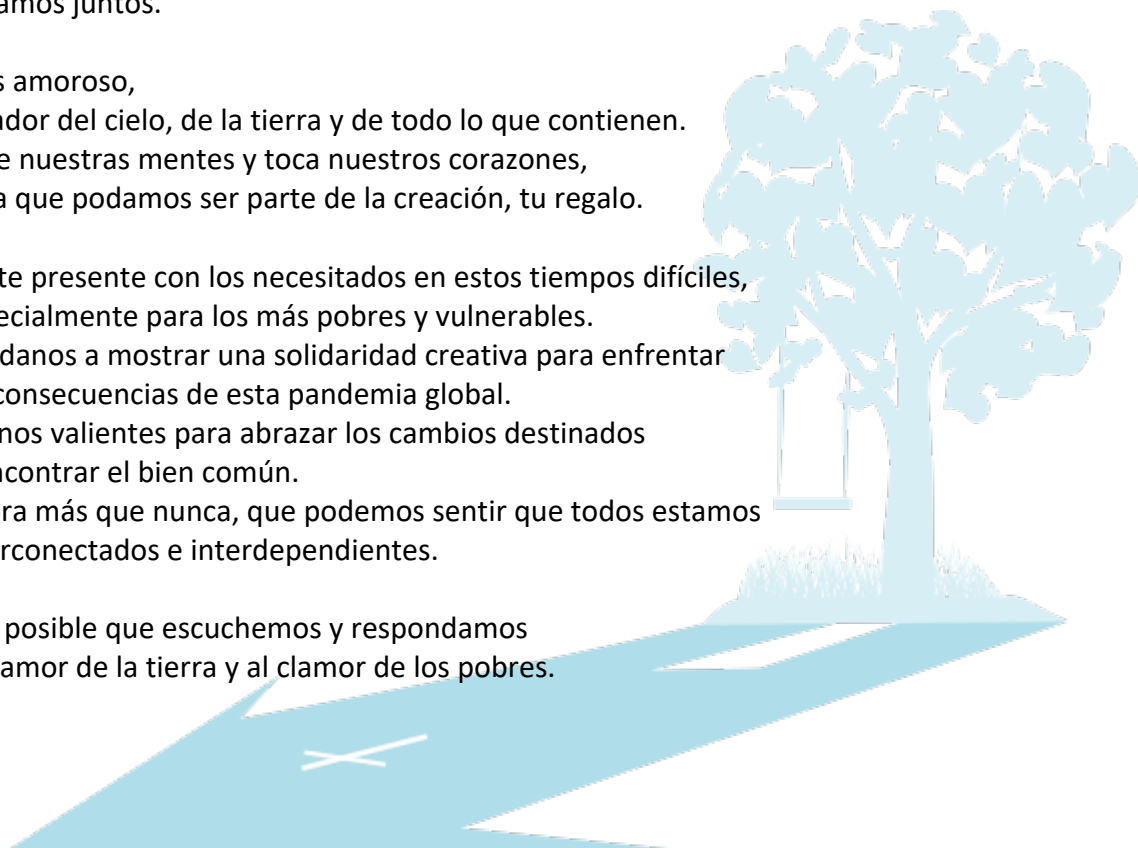 amos juntos.
s amoroso,
ador del cielo, de la tierra y de todo lo que contienen.
e nuestras mentes y toca nuestros corazones,
a que podamos ser parte de la creación, tu regalo.
te presente con los necesitados en estos tiempos difíciles,
ecialmente para los más pobres y vulnerables.
danos a mostrar una solidaridad creativa para enfrentar
consecuencias de esta pandemia global.
nos valientes para abrazar los cambios destinados
ncontrar el bien común.
ra más que nunca, que podemos sentir que todos estamos
rconectados e interdependientes.
posible que escuchemos y respondamos
amor de la tierra y al clamor de los pobres.